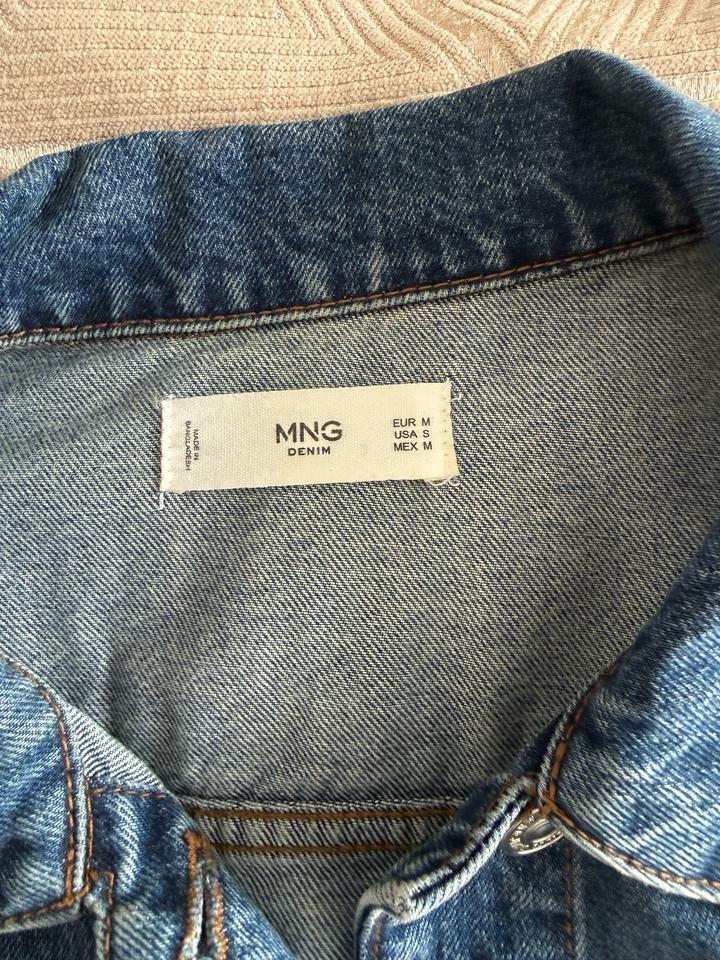 MADE IN
BANGLADESH
MNG
DENIM
EUR M
USA S
MEX M